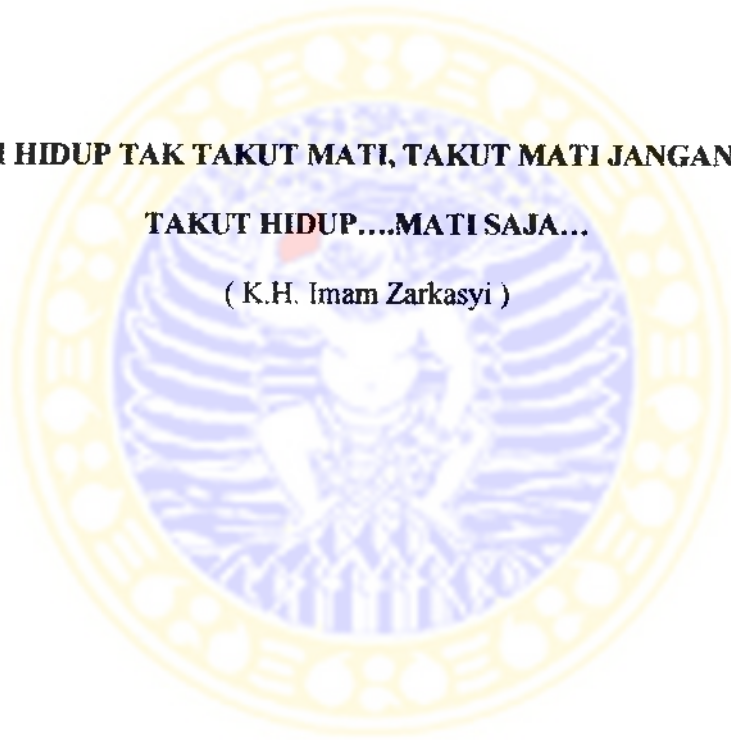 HIDUP TAK TAKUT MATI, TAKUT MATI JANGAN
TAKUT HIDUP....MATI SAJA...
( K.H. Imam Zarkasyi )